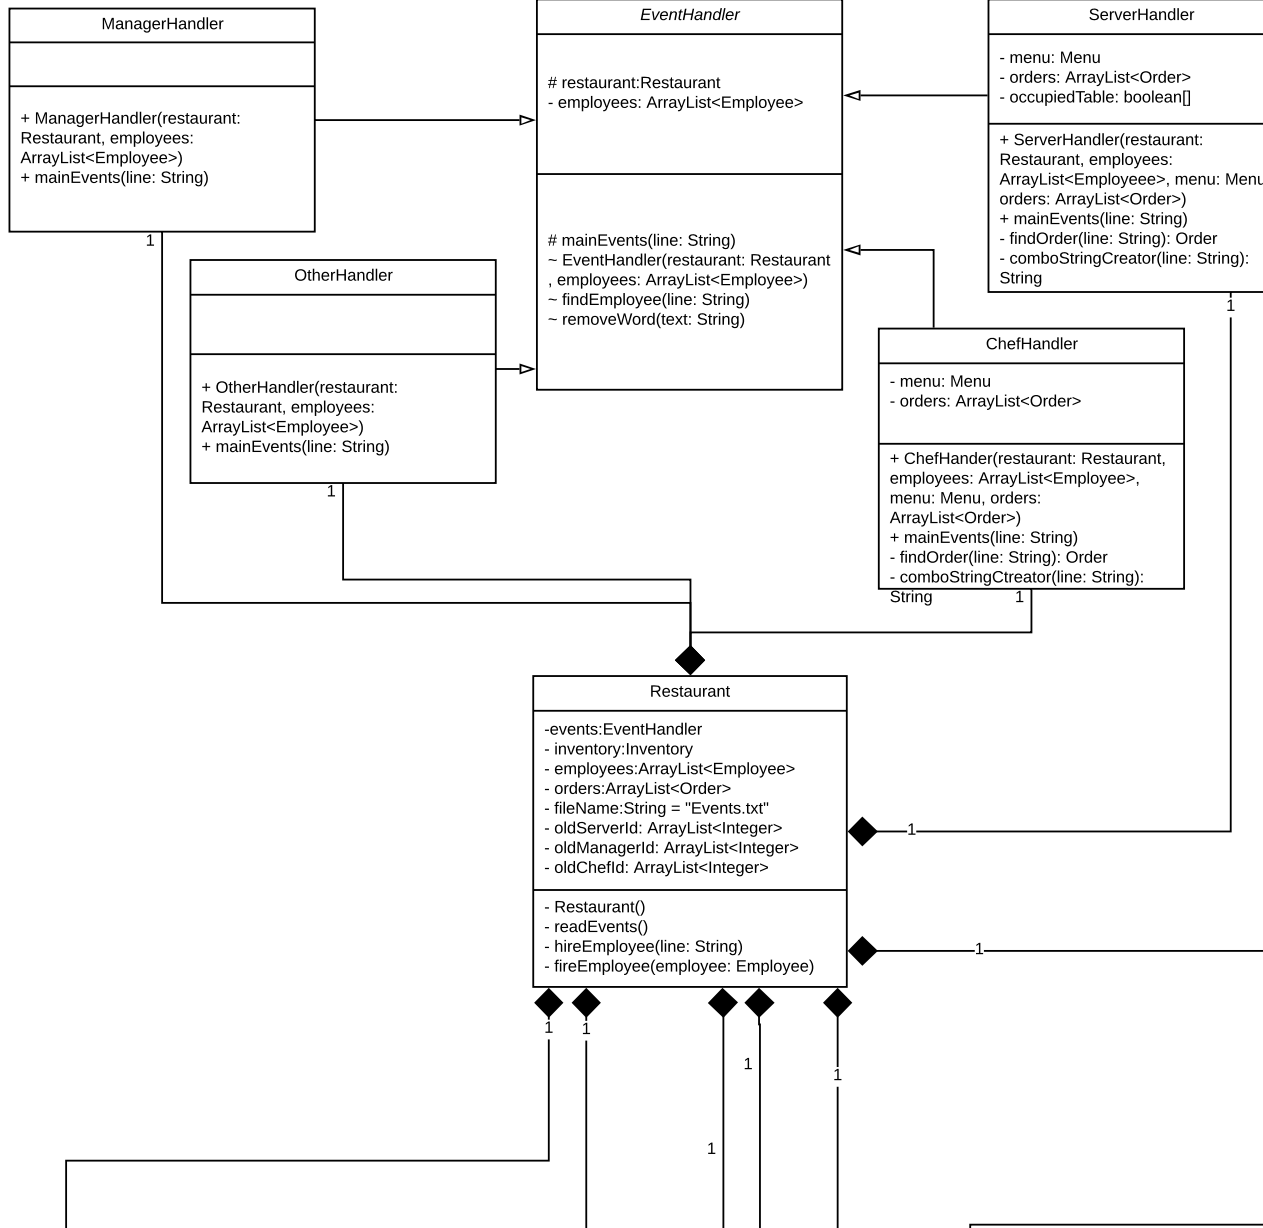 ManagerHandler
+ ManagerHandler(restaurant:
Restaurant, employees:
ArrayList<Employee>)
+ mainEvents(line: String)
1
EventHandler
# restaurant:Restaurant
- employees: ArrayList<Employee>
# mainEvents(line: String)
~ EventHandler(restaurant: Restaurant
, employees: ArrayList<Employee>)
~ findEmployee(line: String)
~ removeWord(text: String)
ServerHandler
- menu: Menu
- orders: ArrayList<Order>
- occupiedTable: boolean[]
+ ServerHandler(restaurant:
Restaurant, employees:
ArrayList<Employeee>, menu: Menu
orders: ArrayList<Order>)
+ mainEvents(line: String)
- findOrder(line: String): Order
- comboStringCreator(line: String):
String
1
OtherHandler
+ OtherHandler(restaurant:
Restaurant, employees:
ArrayList<Employee>)
+ mainEvents(line: String)
1
ChefHandler
- menu: Menu
- orders: ArrayList<Order>
+ ChefHander(restaurant: Restaurant,
employees: ArrayList<Employee>,
menu: Menu, orders:
ArrayList<Order>)
+ mainEvents(line: String)
- findOrder(line: String): Order
- comboStringCtreator(line: String):
String
1
Restaurant
-events:EventHandler
- inventory:Inventory
- employees:ArrayList<Employee>
- orders:ArrayList<Order>
- fileName:String = "Events.txt"
- oldServerId: ArrayList<Integer>
- oldManagerId: ArrayList<Integer>
- oldChefId: ArrayList<Integer>
- Restaurant()
- readEvents()
- hireEmployee(line: String)
- fireEmployee(employee: Employee)
1
1
1
1
1
1
1